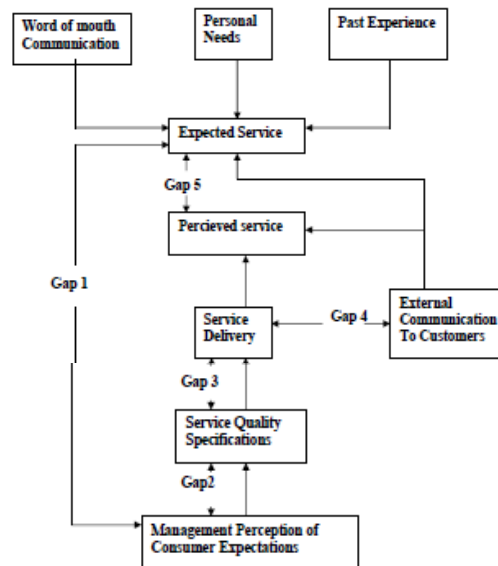 Word of mouth
Communication
Personal
Needs
Past Experience
Expected Service
Gap 5
Percieved service
Gap 1
Service
Delivery
Gap 4
External
Communication
To Customers
Gap 3
Service Quality
Specifications
Gap2
Management Perception of
Consumer Expectations